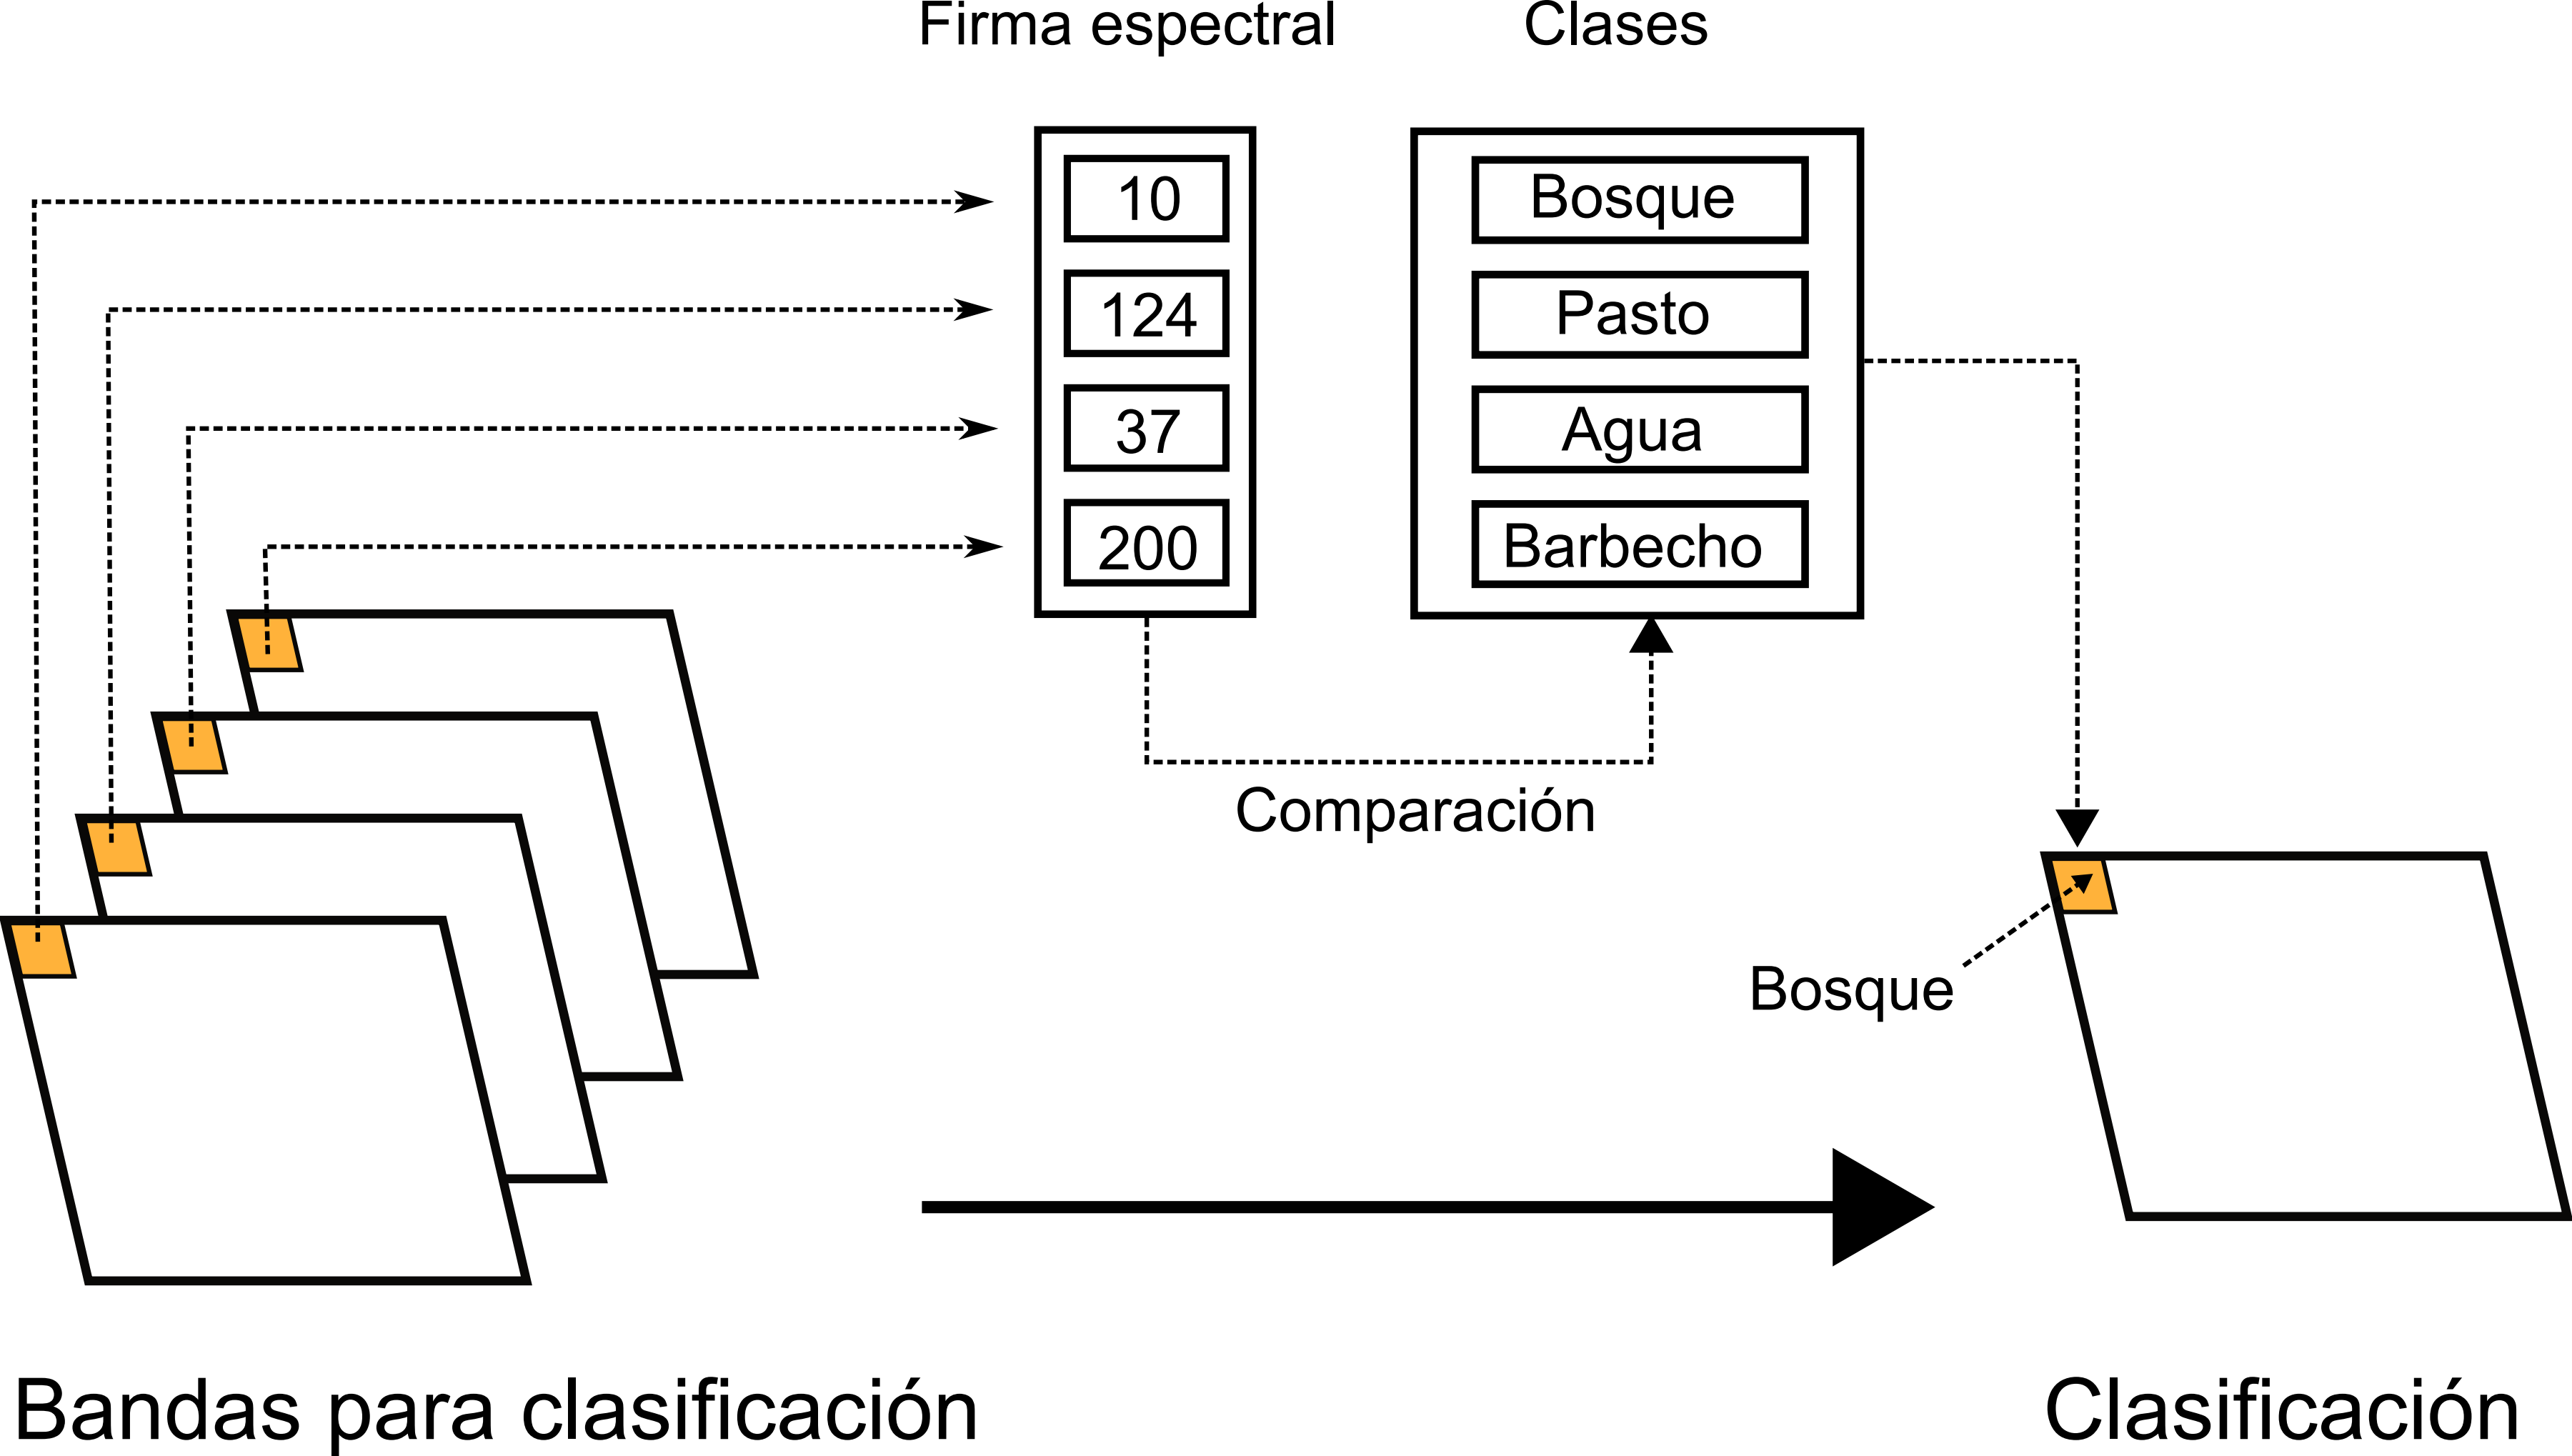 Firma espectral
Clases
10
124
37
200
Bosque
Pasto
Agua
Barbecho
Comparación
Bosque
Bandas para clasificación
Clasificación